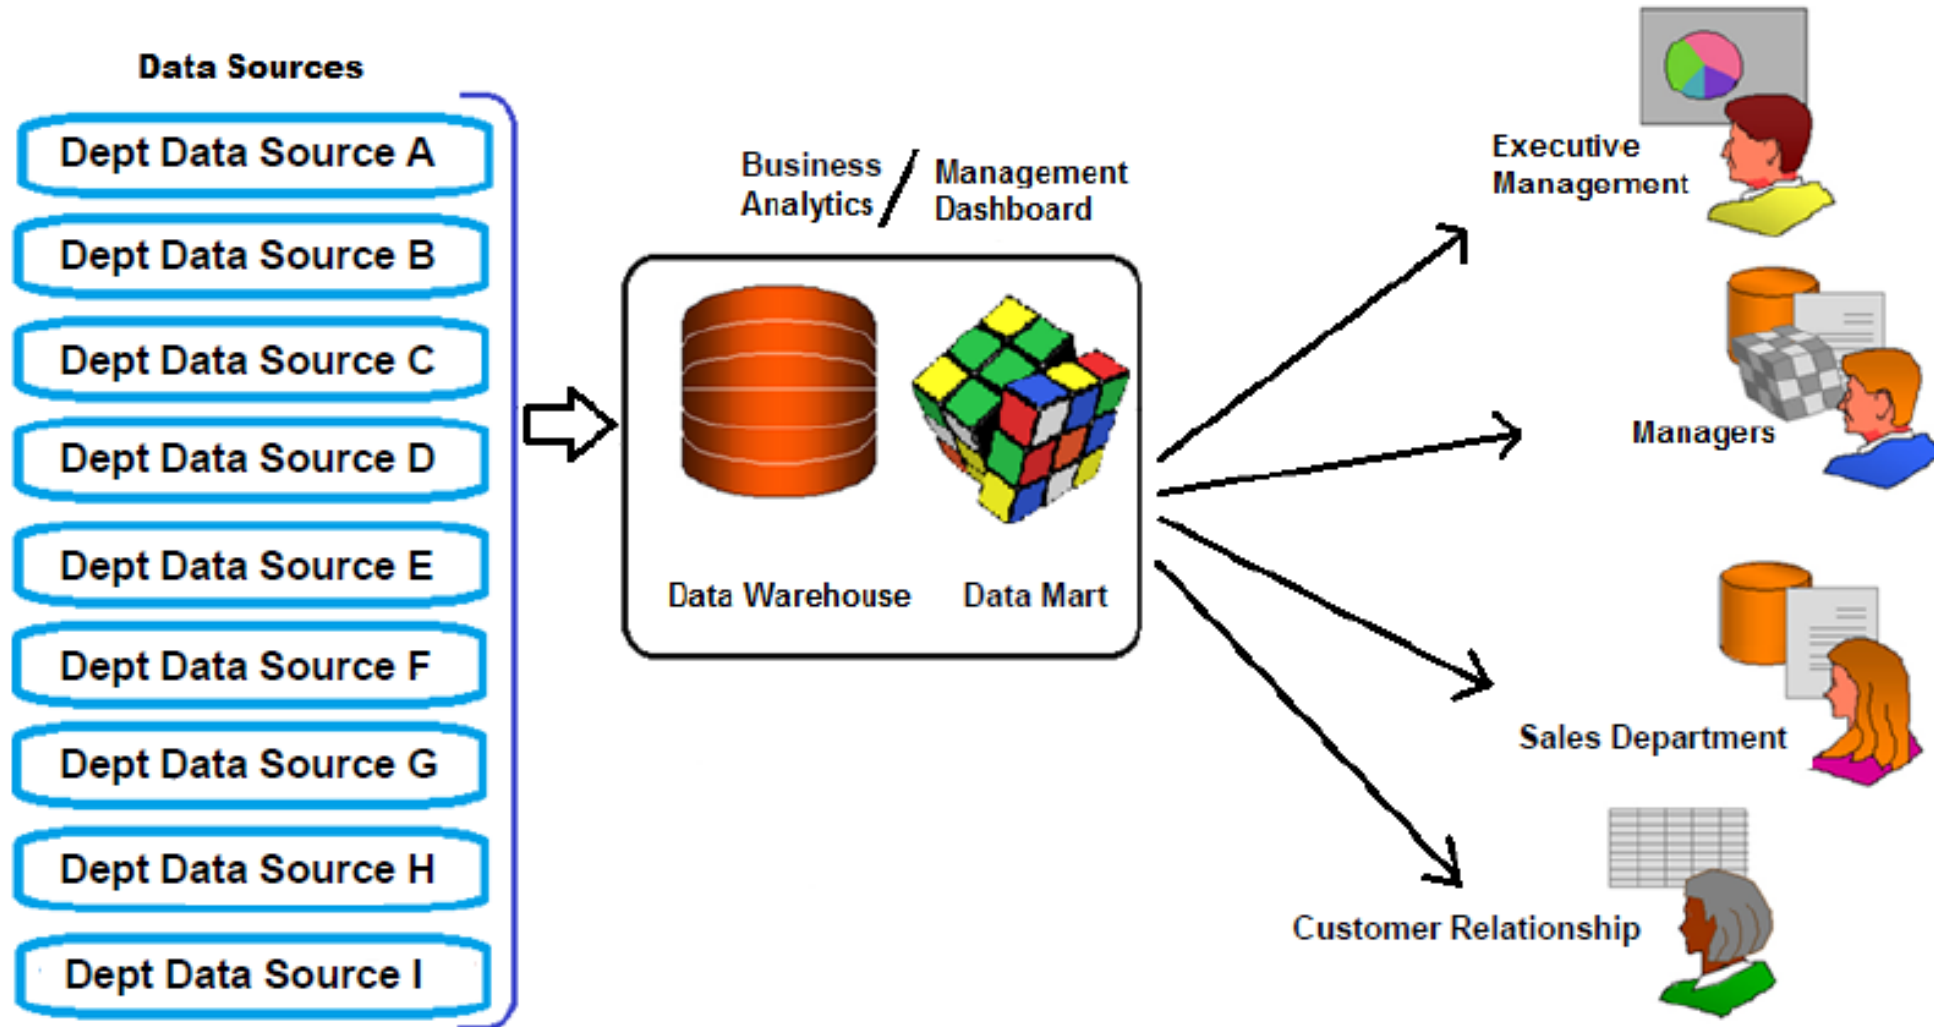 Data Sources
Dept Data Source A
Dept Data Source B
Dept Data Source C
Dept Data Source D
Dept Data Source E
Dept Data Source F
Dept Data Source G
Dept Data Source H
Dept Data Source I
Business
Analytics
/
Management
Dashboard
Data Warehouse
Data Mart
Executive
Management
Managers
Sales Department
Customer Relationship